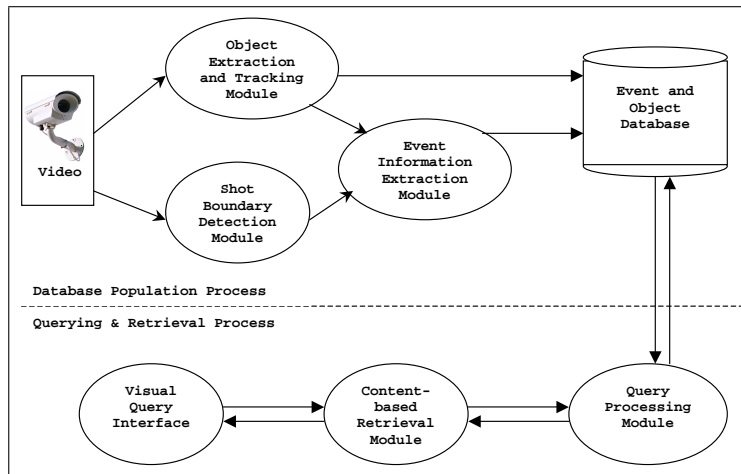 Object
Extraction
and Tracking
Module
Event and
Object
Database
Video
Event
Information
Extraction
Module
Shot
Boundary
Detection
Module
Database Population Process
Querying & Retrieval Process
Visual
Query
Interface
Content-
based
Retrieval
Module
Query
Processing
Module